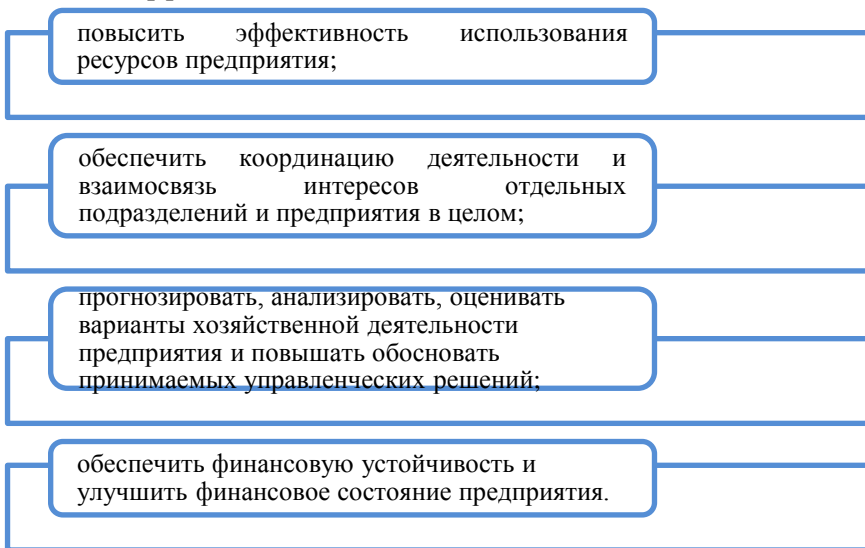 повысить эффективность использования
ресурсов предприятия;
обеспечить координацию деятельности и
взаимосвязь интересов отдельных
подразделений и предприятия в целом;
прогнозировать, анализировать, оценивать
варианты хозяйственной деятельности
предприятия и повышать обосновать
принимаемых управленческих решений;
обеспечить финансовую устойчивость и
улучшить финансовое состояние предприятия.